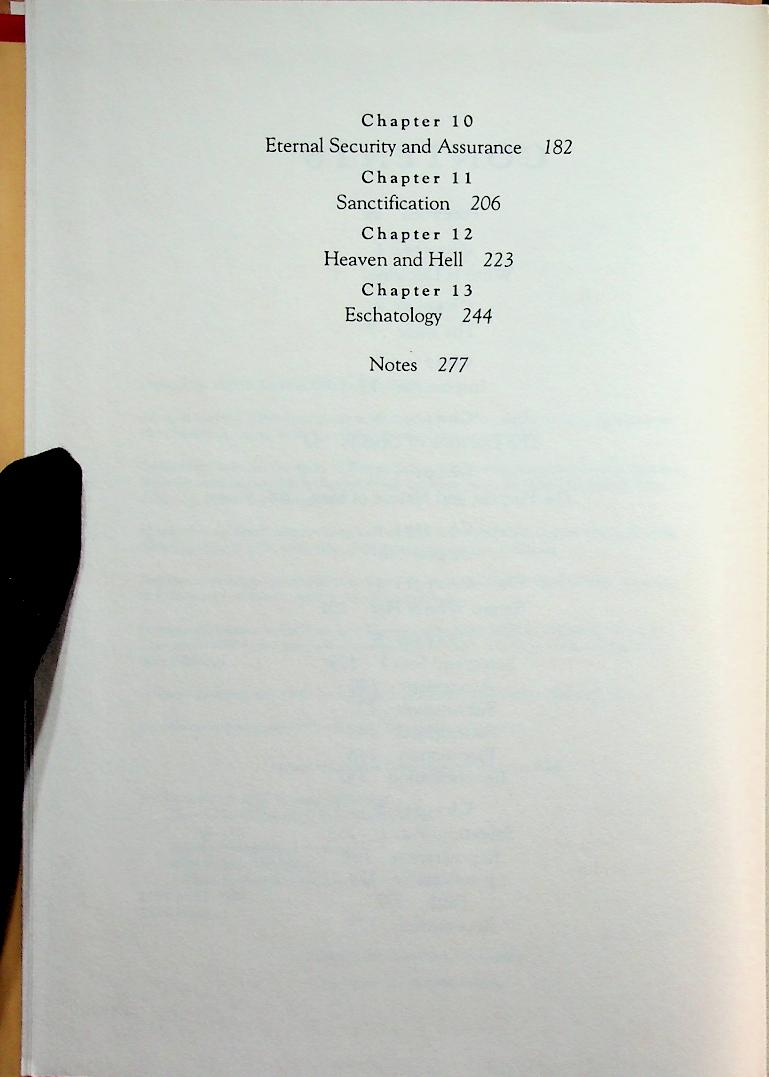 Chapter 10
Eternal Security and Assurance 182
Chapter 11
Sanctification 206
Chapter 12
Heaven and Hell 223
Chapter 13
Eschatology 244
Notes 277